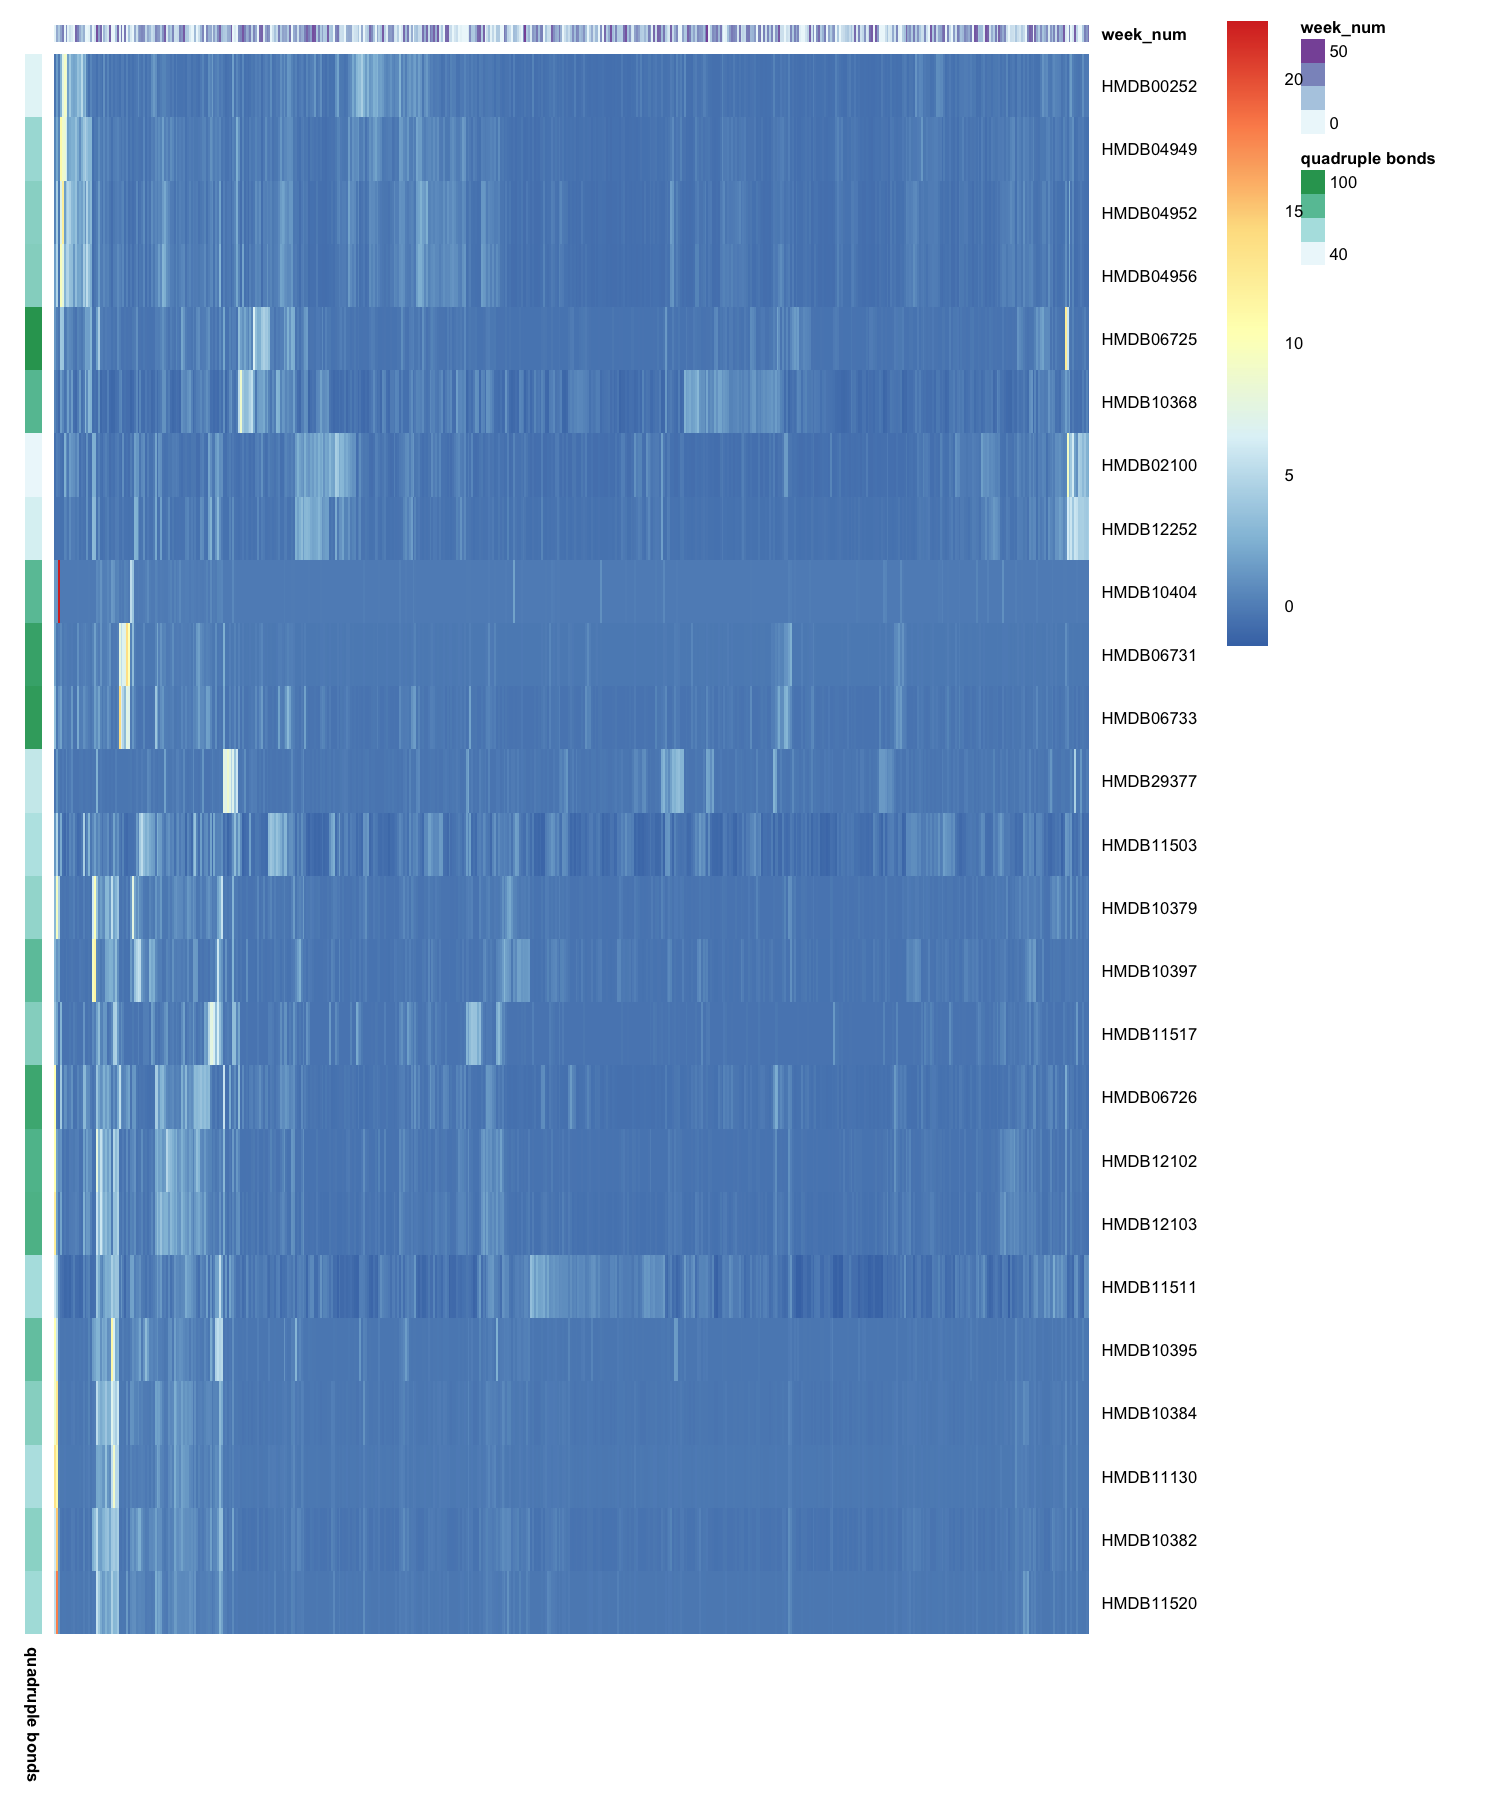 week_num
HMDB00252
HMDB04949
HMDB04952
HMDB04956
HMDB06725
HMDB10368
HMDB02100
HMDB12252
HMDB10404
HMDB06731
HMDB06733
HMDB29377
HMDB11503
HMDB10379
HMDB10397
HMDB11517
HMDB06726
HMDB12102
HMDB12103
HMDB11511
HMDB10395
HMDB10384
HMDB11130
HMDB10382
HMDB11520
quadruple bonds
20
15
10
5
0
week_num
50
0
quadruple bonds
100
40